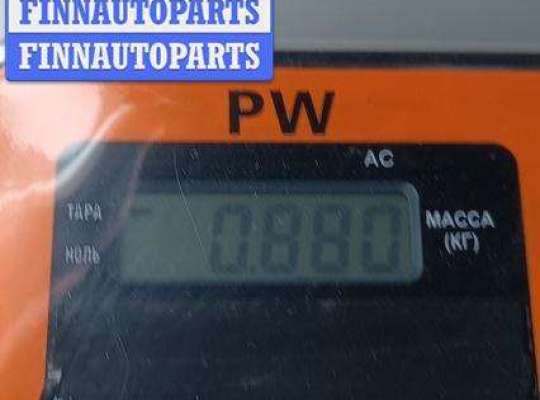 FINNAUTOPARTS
FINNAUTOPARTS
PW
AC
ТАРА
0.880
МАССА
НОЛЬ
(КГ)